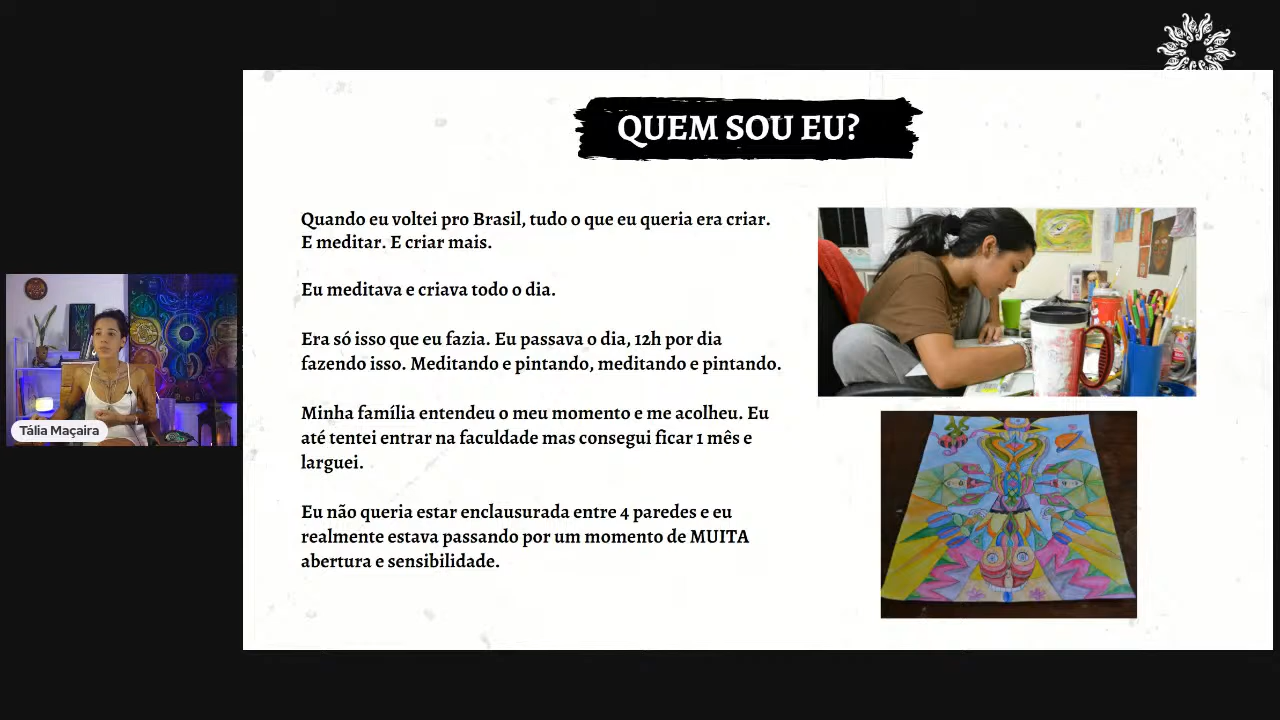 QUEM SOU EU?
Quando eu voltei pro Brasil, tudo o que eu queria era criar.
E meditar. E criar mais.
Eu meditava e criava todo o dia.
Era só isso que eu fazia. Eu passava o dia, 12h por dia
fazendo isso. Meditando e pintando, meditando e pintando.
Minha família entendeu o meu momento e me acolheu. Eu
até tentei entrar na faculdade mas consegui ficar 1 mês e
larguei.
Eu não queria estar enclausurada entre 4 paredes e eu
realmente estava passando por um momento de MUITA
abertura e sensibilidade.
Tália Maçaira